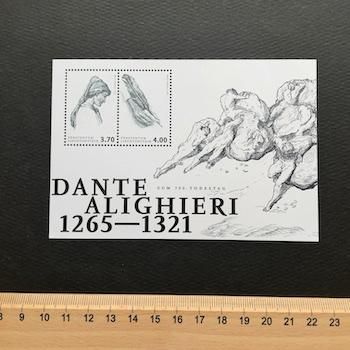 3.70
4.00
ZUM 700. TODESTAG
DANTE
ALIGHIERI
1265—1321
8 9 10 11 12 13 14 15 16 17 18 19 20 21 22 23